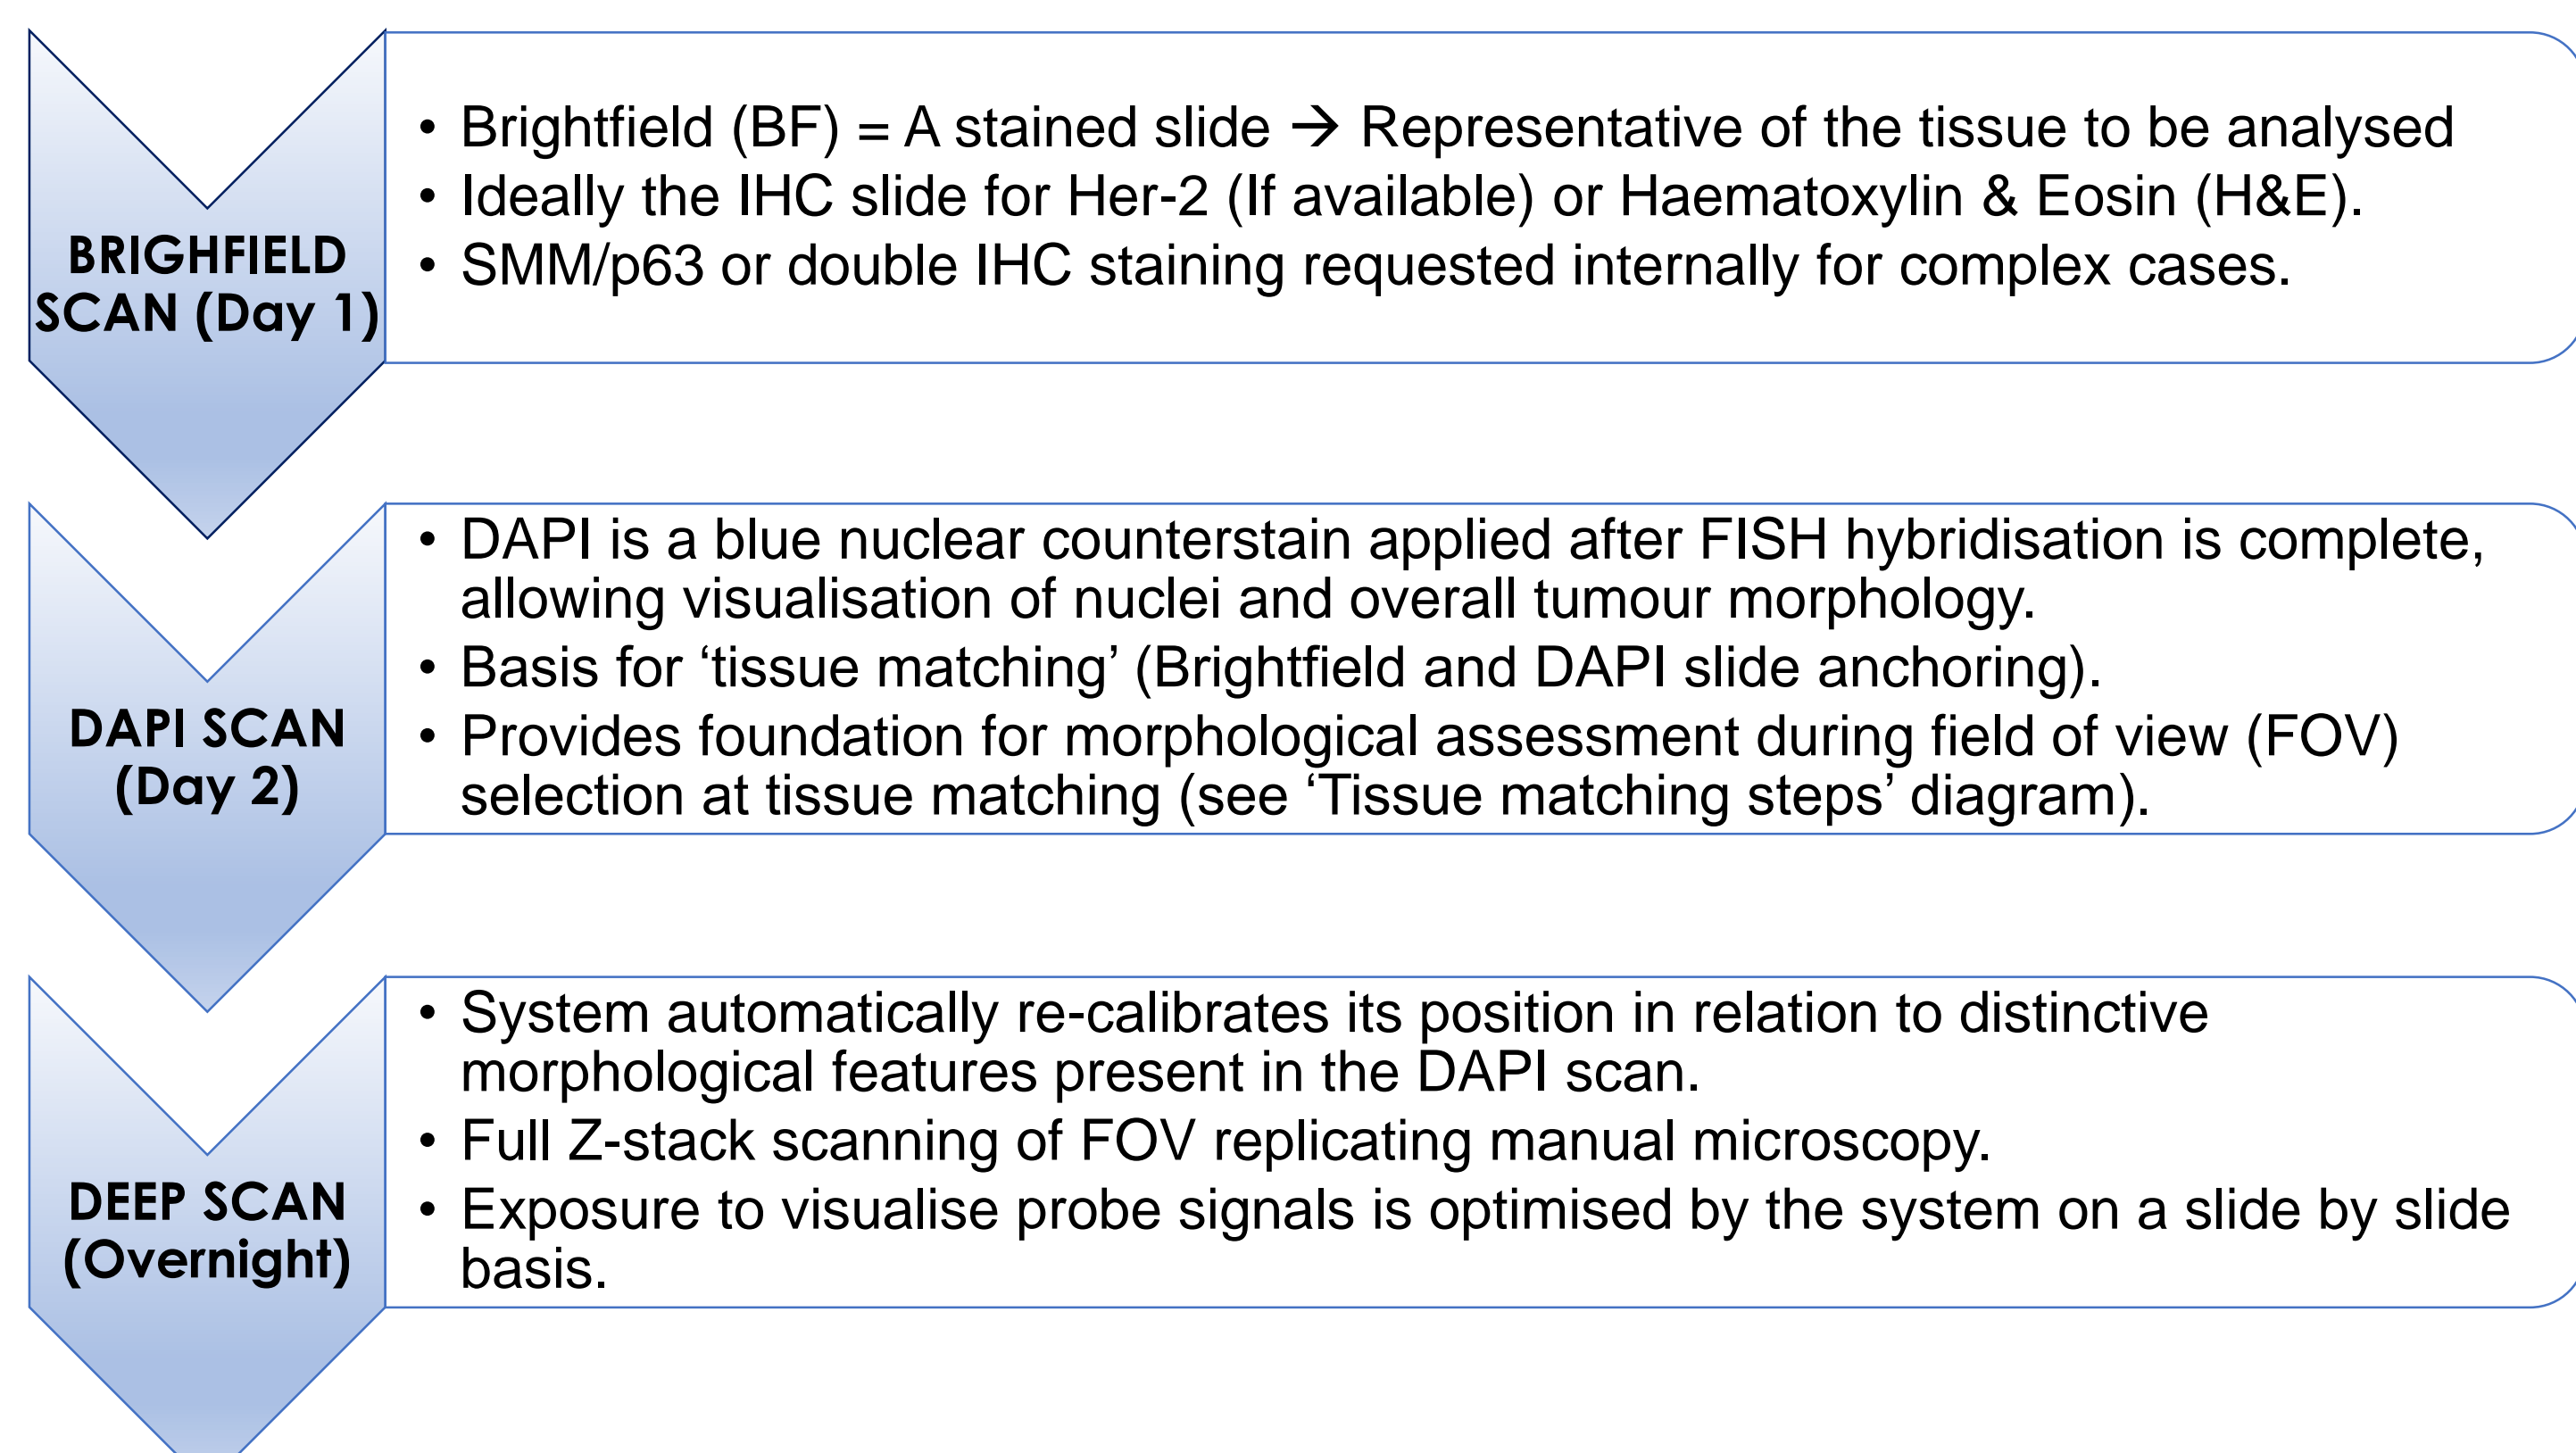 BRIGHFIELD
SCAN (Day 1)
• Brightfield (BF) = A stained slide → Representative of the tissue to be analysed
• Ideally the IHC slide for Her-2 (If available) or Haematoxylin & Eosin (H&E).
• SMM/p63 or double IHC staining requested internally for complex cases.
DAPI SCAN
(Day 2)
• DAPI is a blue nuclear counterstain applied after FISH hybridisation is complete,
allowing visualisation of nuclei and overall tumour morphology.
• Basis for ‘tissue matching’ (Brightfield and DAPI slide anchoring).
• Provides foundation for morphological assessment during field of view (FOV)
selection at tissue matching (see ‘Tissue matching steps’ diagram).
DEEP SCAN
(Overnight)
• System automatically re-calibrates its position in relation to distinctive
morphological features present in the DAPI scan.
• Full Z-stack scanning of FOV replicating manual microscopy.
• Exposure to visualise probe signals is optimised by the system on a slide by slide
basis.